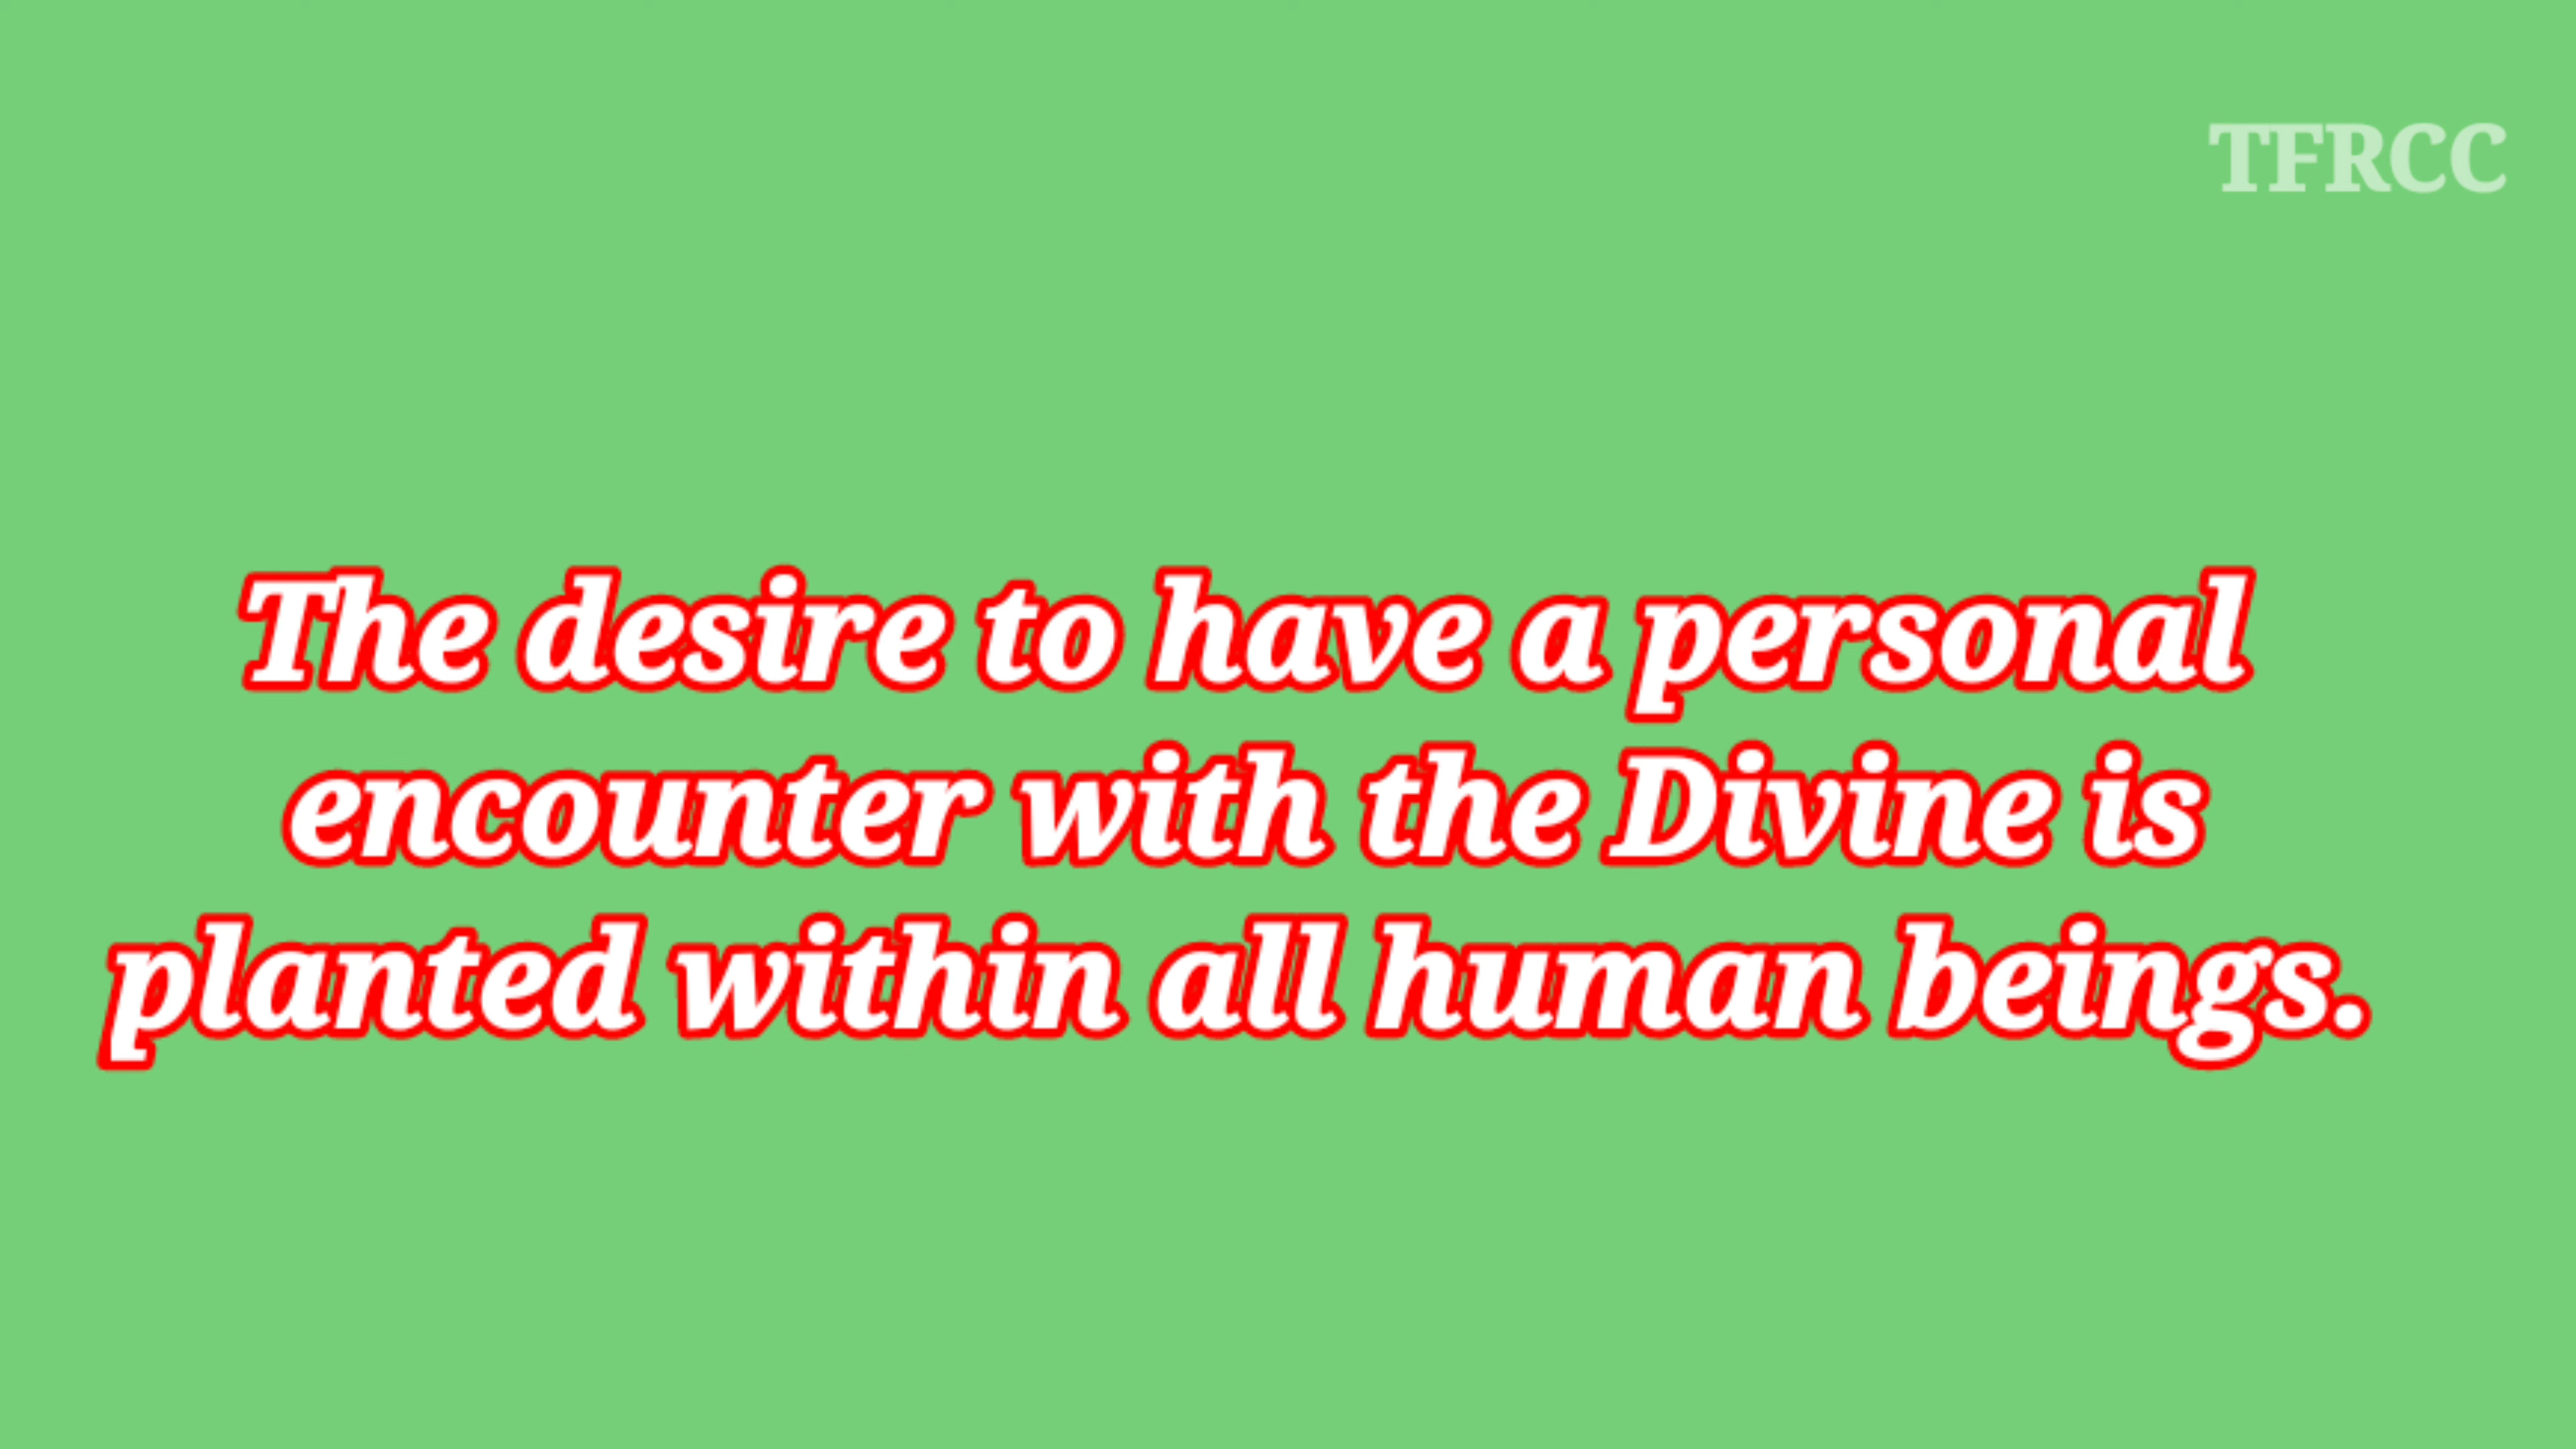 TFRCC
The desire to have a personal
encounter with the Divine is
planted within all human beings.